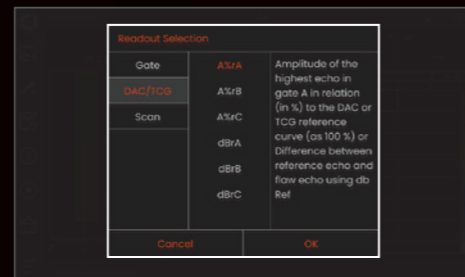 Readout Selection
Gate
DAC/TCG
Scan
A%rA
A%rB
A%rC
dBrA
dBrB
dBrC
Amplitude of the
highest echo in
gate A in relation
(in %) to the DAC or
TCG reference
curve (as 100 %) or
Difference between
reference echo and
flaw echo using db
Ref
Cancel
OK